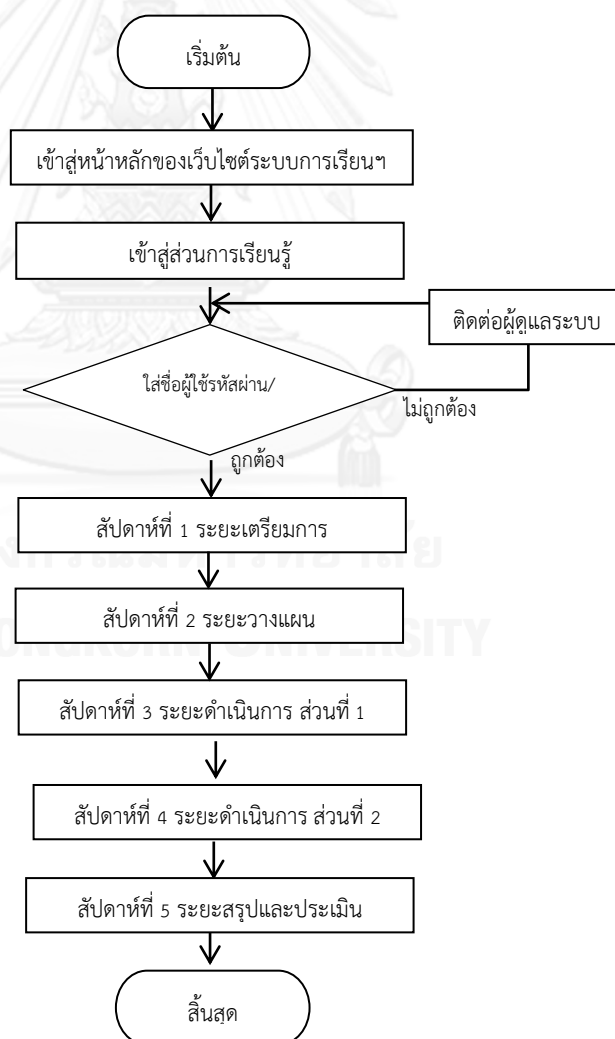 เริ่มต้น
เข้าสู่หน้าหลักของเว็บไซต์ระบบการเรียนฯ
เข้าสู่ส่วนการเรียนรู้
ติดต่อผู้ดูแลระบบ
ใส่ชื่อผู้ใช้รหัสผ่าน/
ไม่ถูกต้อง
ถูกต้อง
สัปดาห์ที่ 1 ระยะเตรียมการ
สัปดาห์ที่ 2 ระยะวางแผน
สัปดาห์ที่ 3 ระยะดำเนินการ ส่วนที่ 1
สัปดาห์ที่ 4 ระยะดำเนินการ ส่วนที่ 2
สัปดาห์ที่ 5 ระยะสรุปและประเมิน
สิ้นสุด